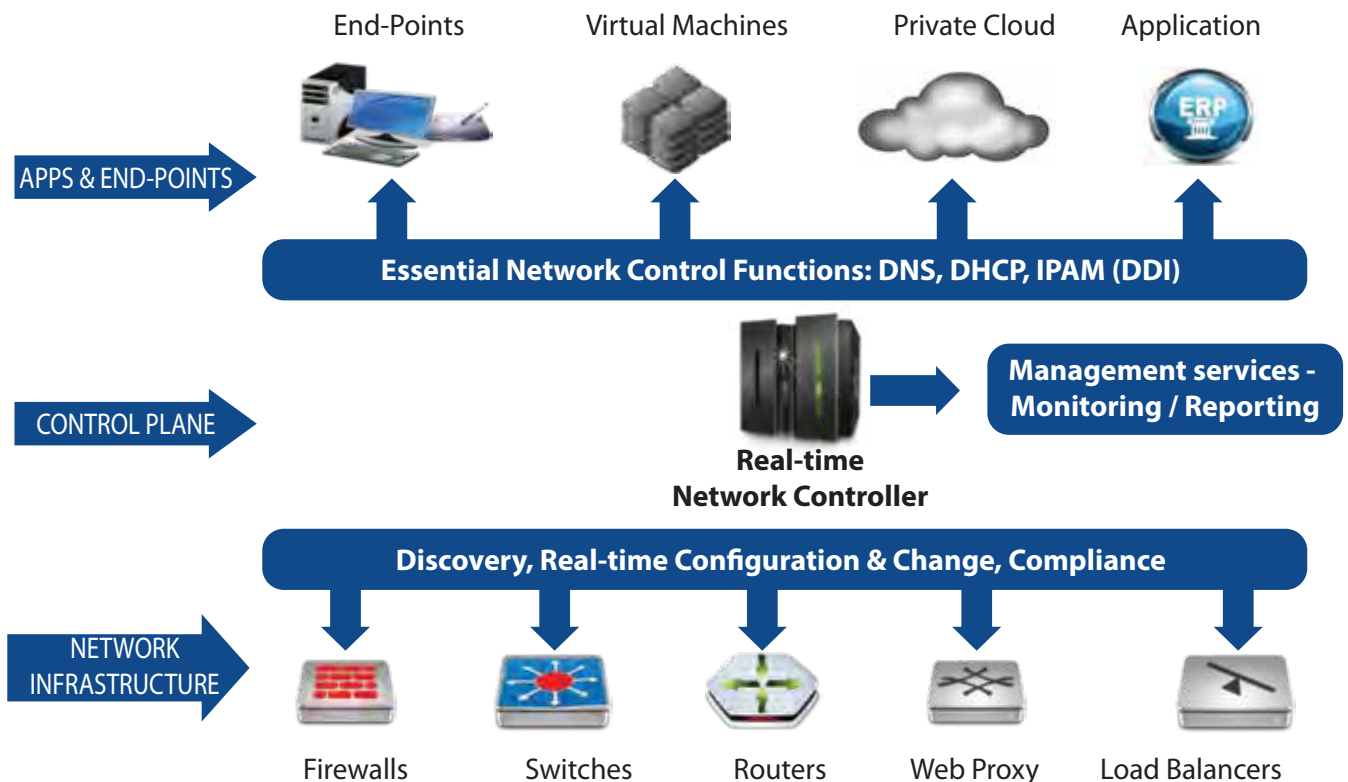 End-Points
Virtual Machines
Private Cloud
Application
ERP
APPS & END-POINTS
Essential Network Control Functions: DNS, DHCP, IPAM (DDI)
CONTROL PLANE
Management services -
Monitoring / Reporting
Real-time
Network Controller
Discovery, Real-time Configuration & Change, Compliance
NETWORK
INFRASTRUCTURE
Firewalls
Switches
Routers
Web Proxy
Load Balancers